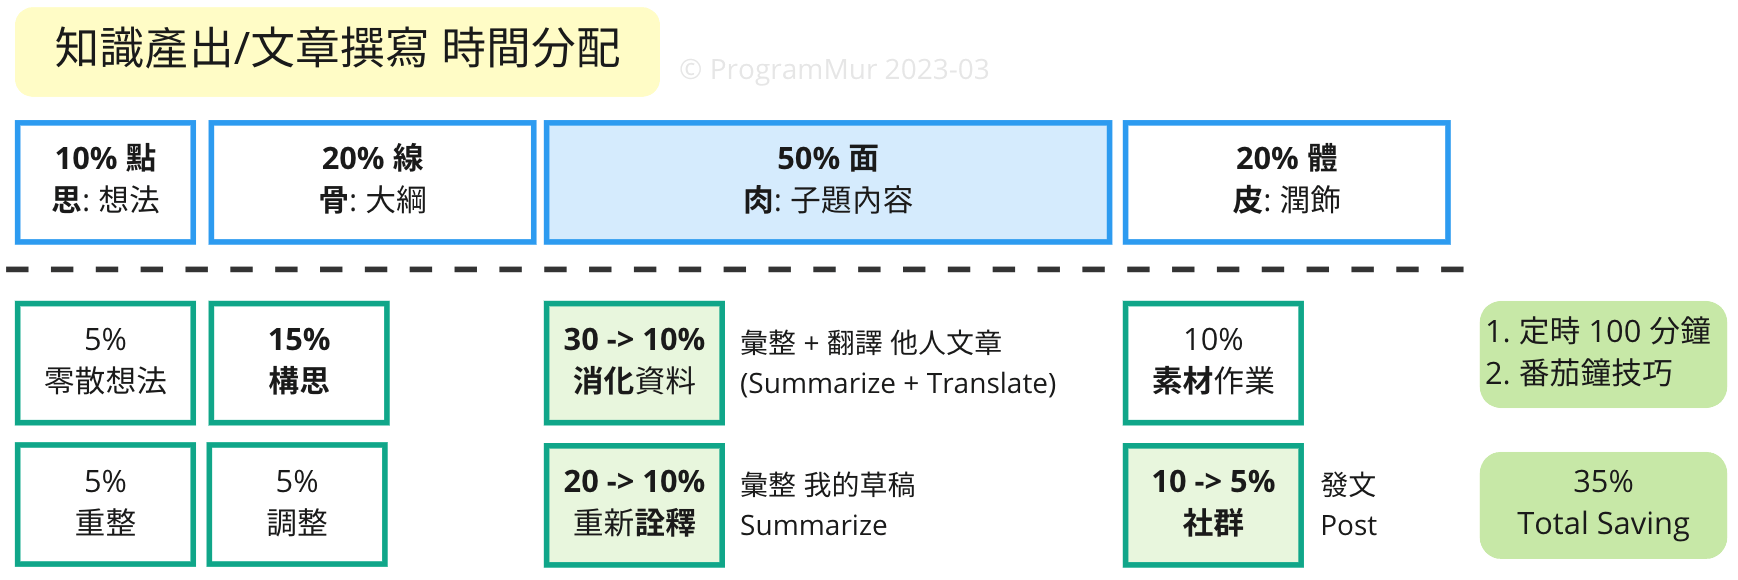 知識產出/文章撰寫 時間分配
© ProgramMur 2023-03
10% 點
思: 想法
20% 線
骨: 大綱
50% 面
肉: 子題內容
20% 體
皮: 潤飾
5%
零散想法
15%
構思
30 -> 10%
消化資料
彙整 + 翻譯 他人文章
(Summarize + Translate)
10%
素材作業
1. 定時 100 分鐘
2. 番茄鐘技巧
5%
重整
5%
調整
20 -> 10%
重新詮釋
彙整 我的草稿
Summarize
10 -> 5%
社群
發文
Post
35%
Total Saving